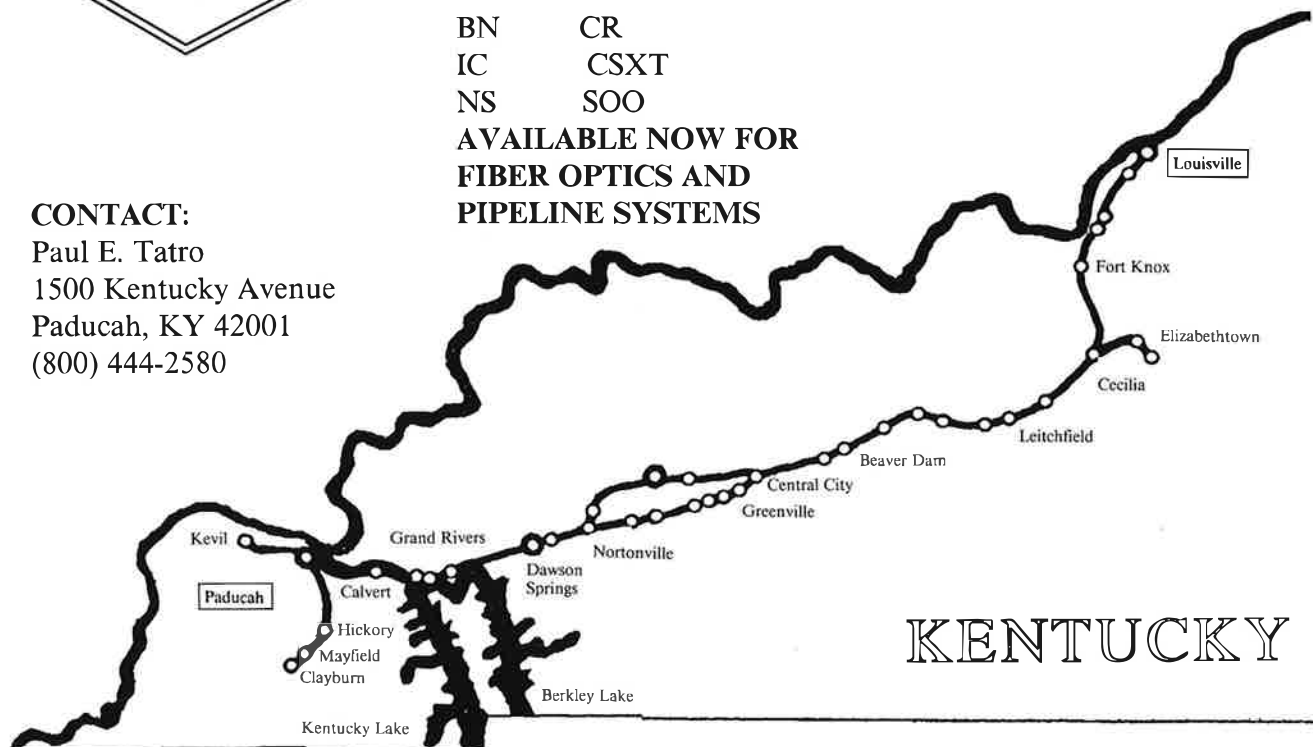 BN CR
IC CSXT
NS SOO
AVAILABLE NOW FOR
FIBER OPTICS AND
PIPELINE SYSTEMS
CONTACT:
Paul E. Tatro
1500 Kentucky Avenue
Paducah, KY 42001
(800) 444-2580
Louisville
Fort Knox
Elizabethtown
Cecilia
Leitchfield
Beaver Dam
Central City
Greenville
Nortonville
Dawson
Springs
Grand Rivers
Kevil
Calvert
Paducah
Hickory
Mayfield
Clayburn
KENTUCKY
Berkley Lake
Kentucky Lake